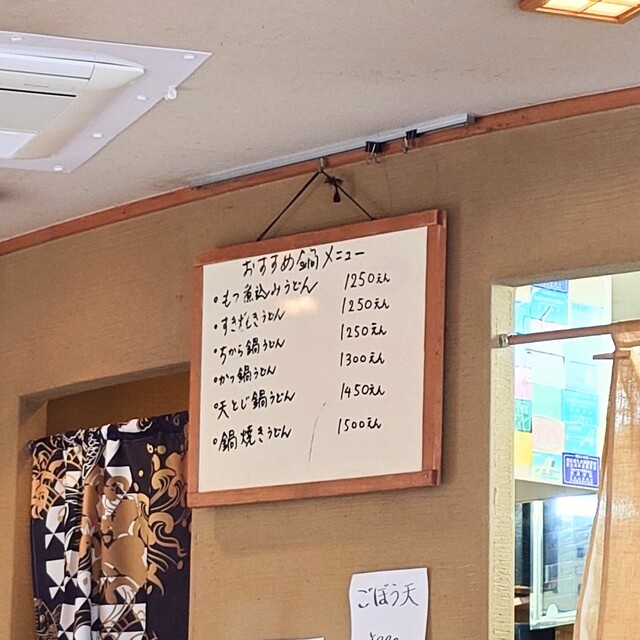 おすすめ鍋メニュー
•もつ煮込みうどん 1250えん
•すきやきうどん 1250えん
•ちから鍋うどん 1250えん
•かつ鍋うどん 1300えん
•天とじ鍋うどん 1450えん
•鍋焼きうどん 1500えん
ごぼう天